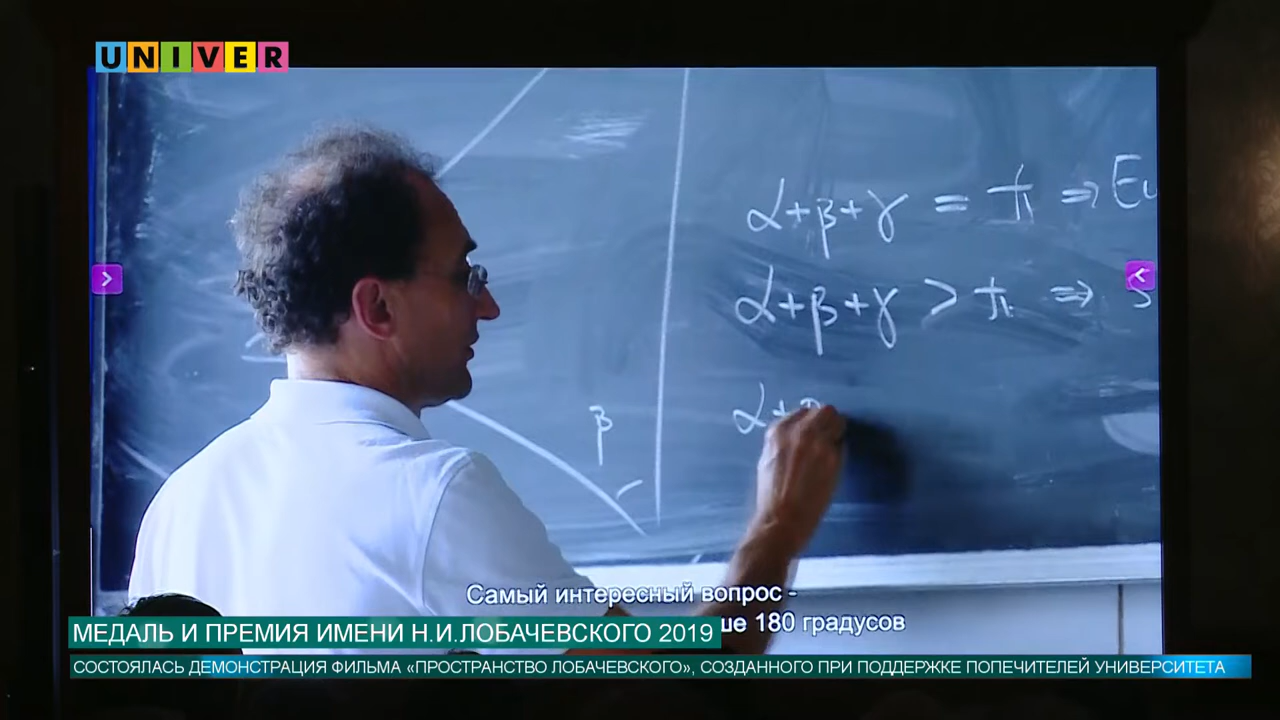 UNIVER
α+β+γ = π ⇒ Eu
α+β+γ > π ⇒ S
α+β
β
Самый интересный вопрос -
ше 180 градусов
МЕДАЛЬ И ПРЕМИЯ ИМЕНИ Н.И.ЛОБАЧЕВСКОГО 2019
СОСТОЯЛАСЬ ДЕМОНСТРАЦИЯ ФИЛЬМА «ПРОСТРАНСТВО ЛОБАЧЕВСКОГО», СОЗДАННОГО ПРИ ПОДДЕРЖКЕ ПОПЕЧИТЕЛЕЙ УНИВЕРСИТЕТА